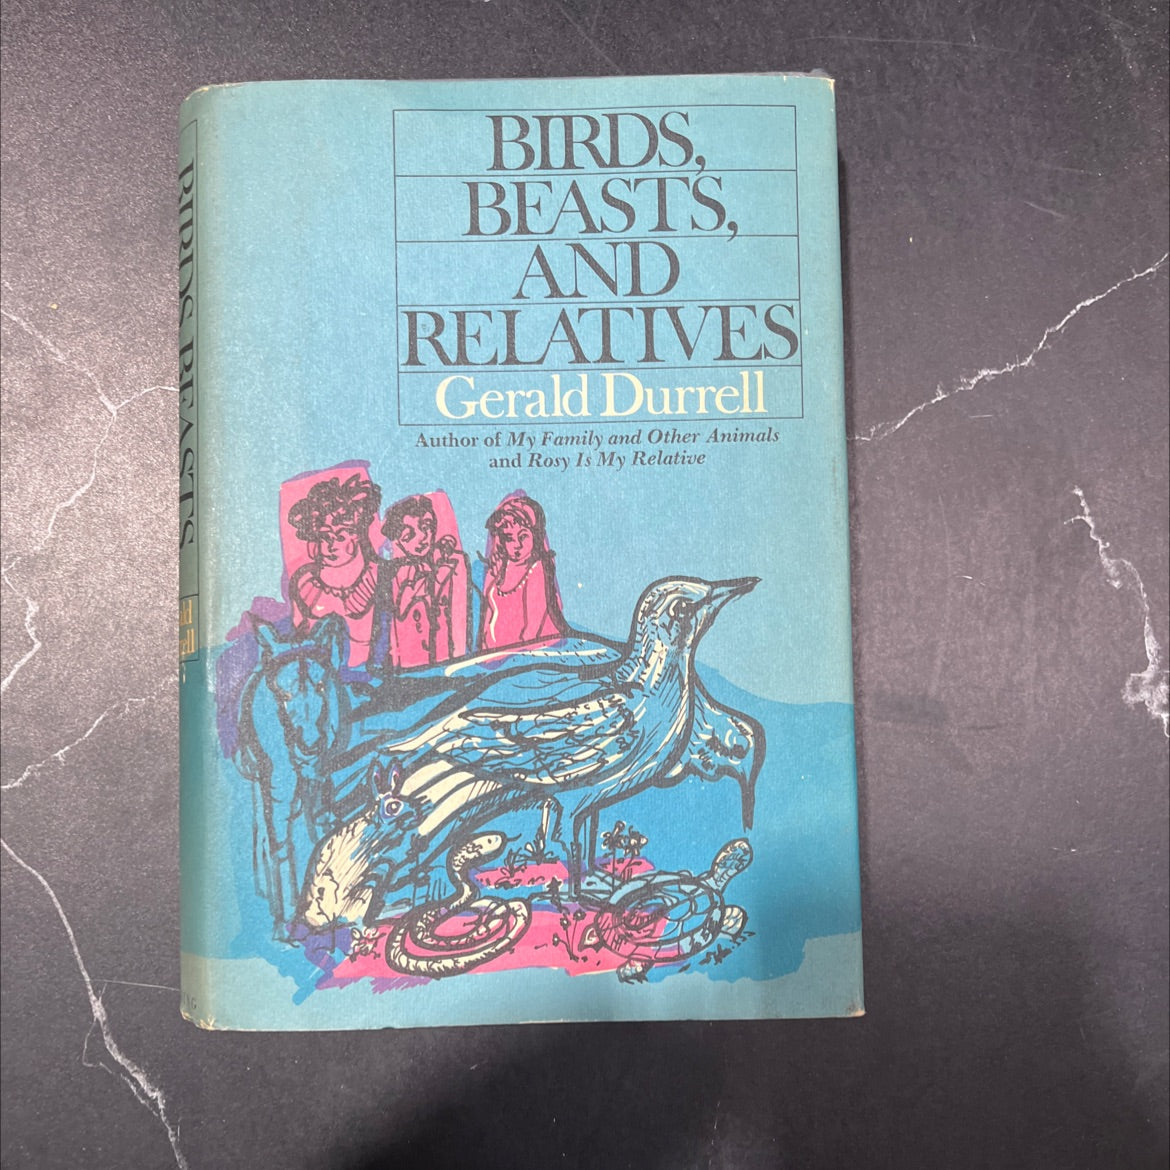 BIRDS,
BEASTS,
AND
RELATIVES
Gerald Durrell
Author of My Family and Other Animals
and Rosy Is My Relative
BIRDS, BEASTS,